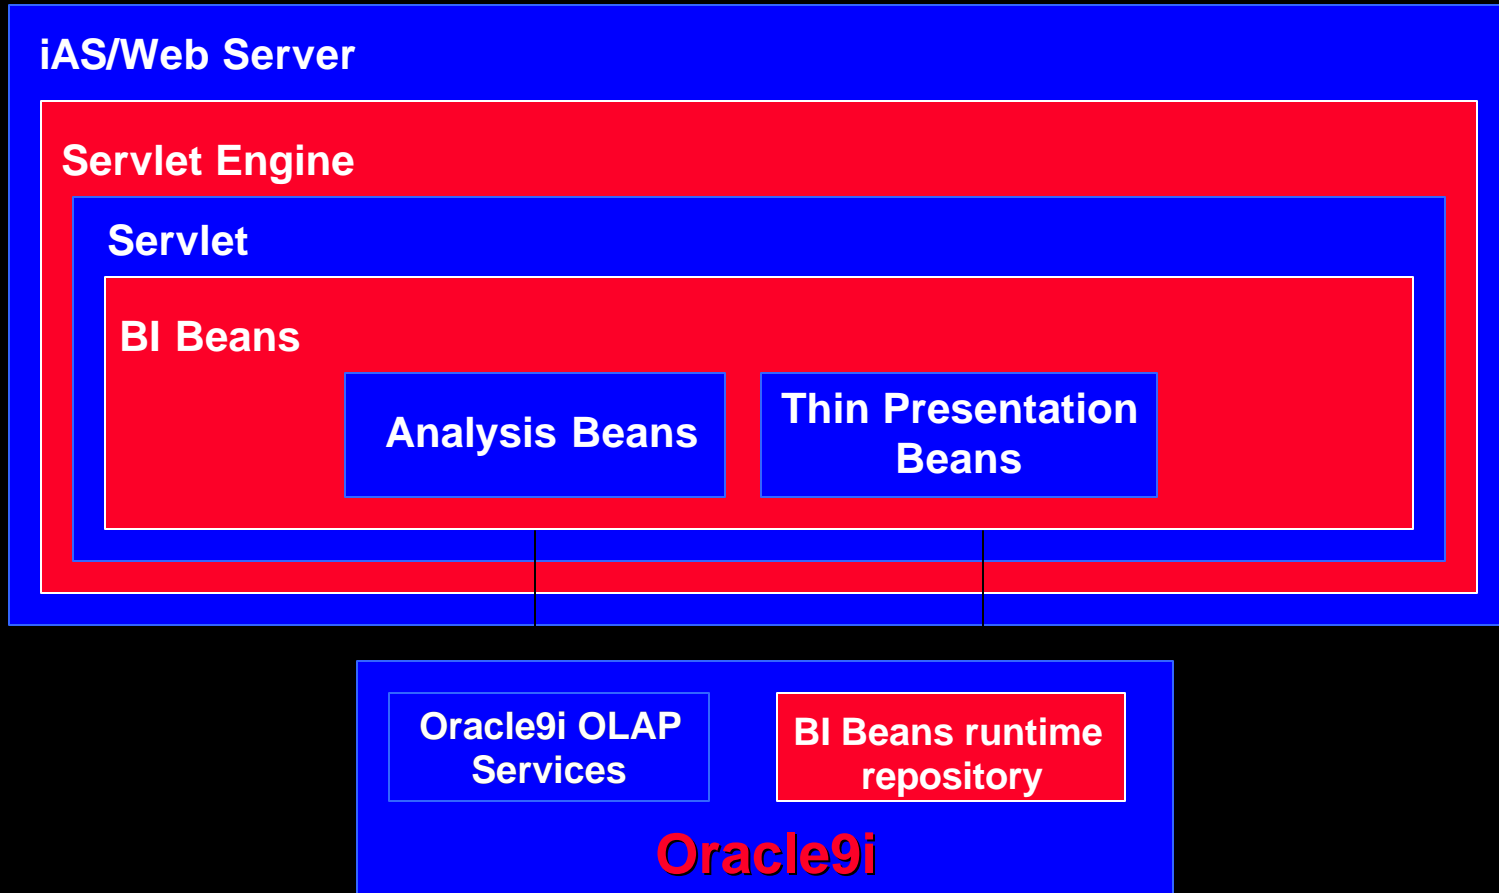 iAS/Web Server
Servlet Engine
Servlet
BI Beans
Analysis Beans
Thin Presentation
Beans
Oracle9i OLAP
Services
BI Beans runtime
repository
Oracle9i